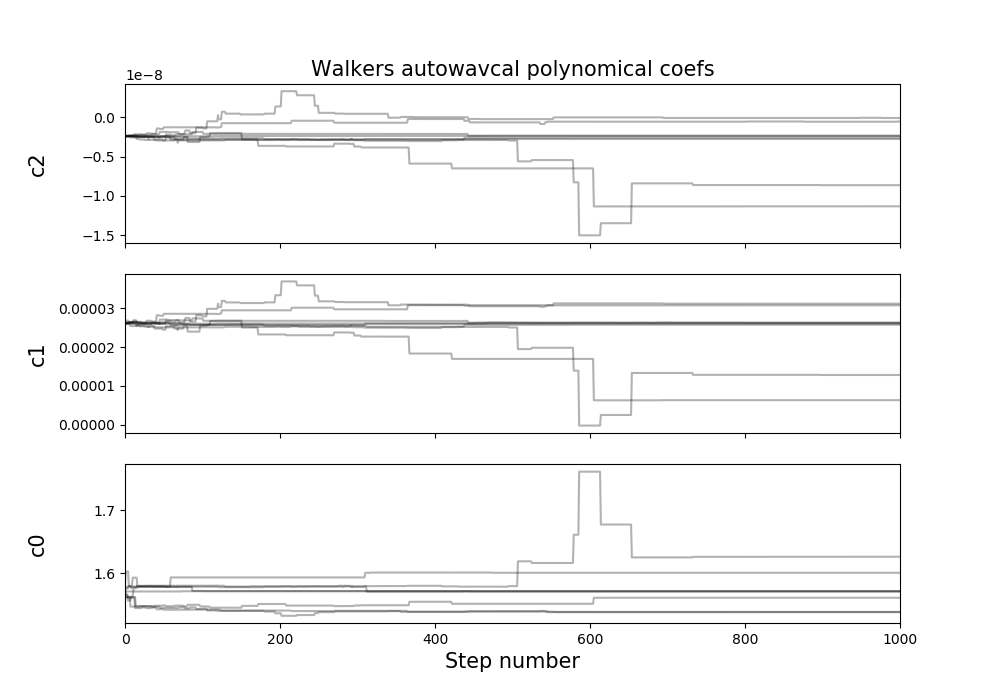 Walkers autowavcal polynomical coefs
1e−8
0.0
−0.5
−1.0
−1.5
c2
0.00003
0.00002
0.00001
0.00000
c1
1.7
1.6
c0
0 200 400 600 800 1000
Step number